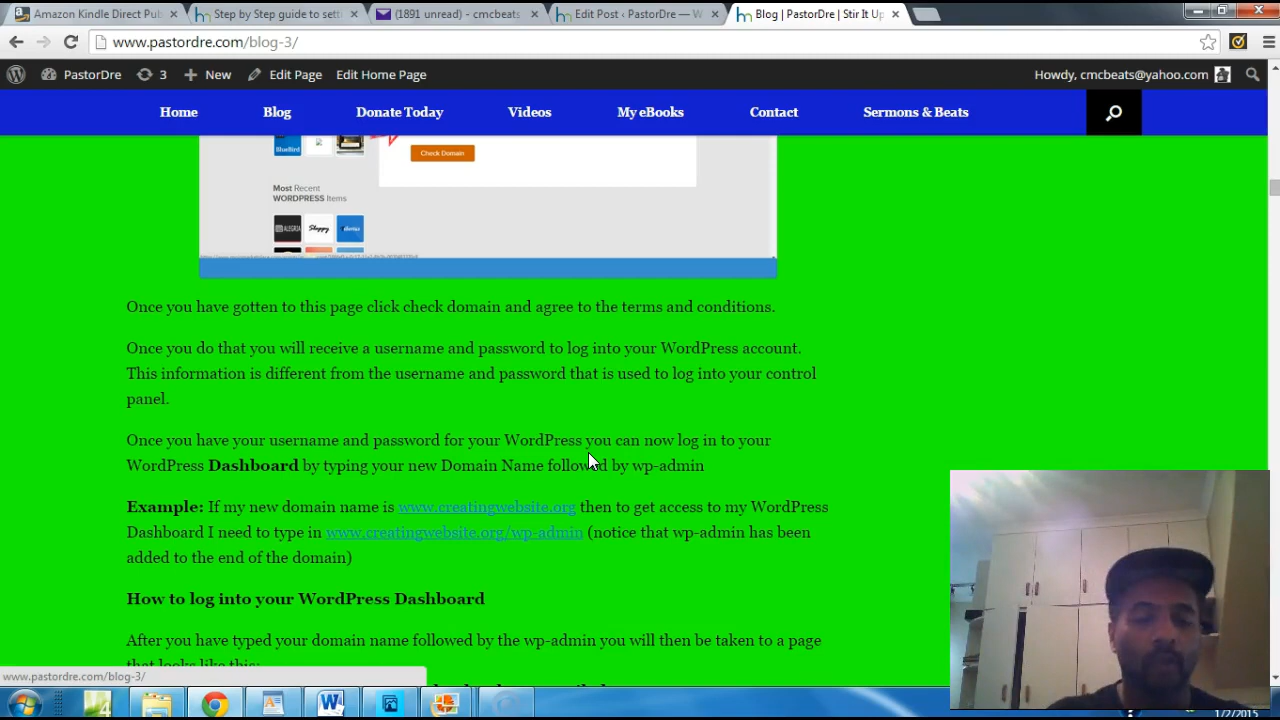 Amazon Kindle Direct Pub
Step by Step guide to sett
(1891 unread) - cmcbeats
Edit Post ‹ PastorDre — W
Blog | PastorDre | Stir It Up
www.pastordre.com/blog-3/
PastorDre
3
New
Edit Page
Edit Home Page
Howdy, cmcbeats@yahoo.com
Home
Blog
Donate Today
Videos
My eBooks
Contact
Sermons & Beats
BlueBird
Check Domain
Most Recent
WORDPRESS Items
ALEGRIA
Shoppy
Once you have gotten to this page click check domain and agree to the terms and conditions.
Once you do that you will receive a username and password to log into your WordPress account.
This information is different from the username and password that is used to log into your control
panel.
Once you have your username and password for your WordPress you can now log in to your
WordPress Dashboard by typing your new Domain Name followed by wp-admin
Example: If my new domain name is www.creatingwebsite.org then to get access to my WordPress
Dashboard I need to type in www.creatingwebsite.org/wp-admin (notice that wp-admin has been
added to the end of the domain)
How to log into your WordPress Dashboard
After you have typed your domain name followed by the wp-admin you will then be taken to a page
that looks like this:
www.pastordre.com/blog-3/
1/2/2015